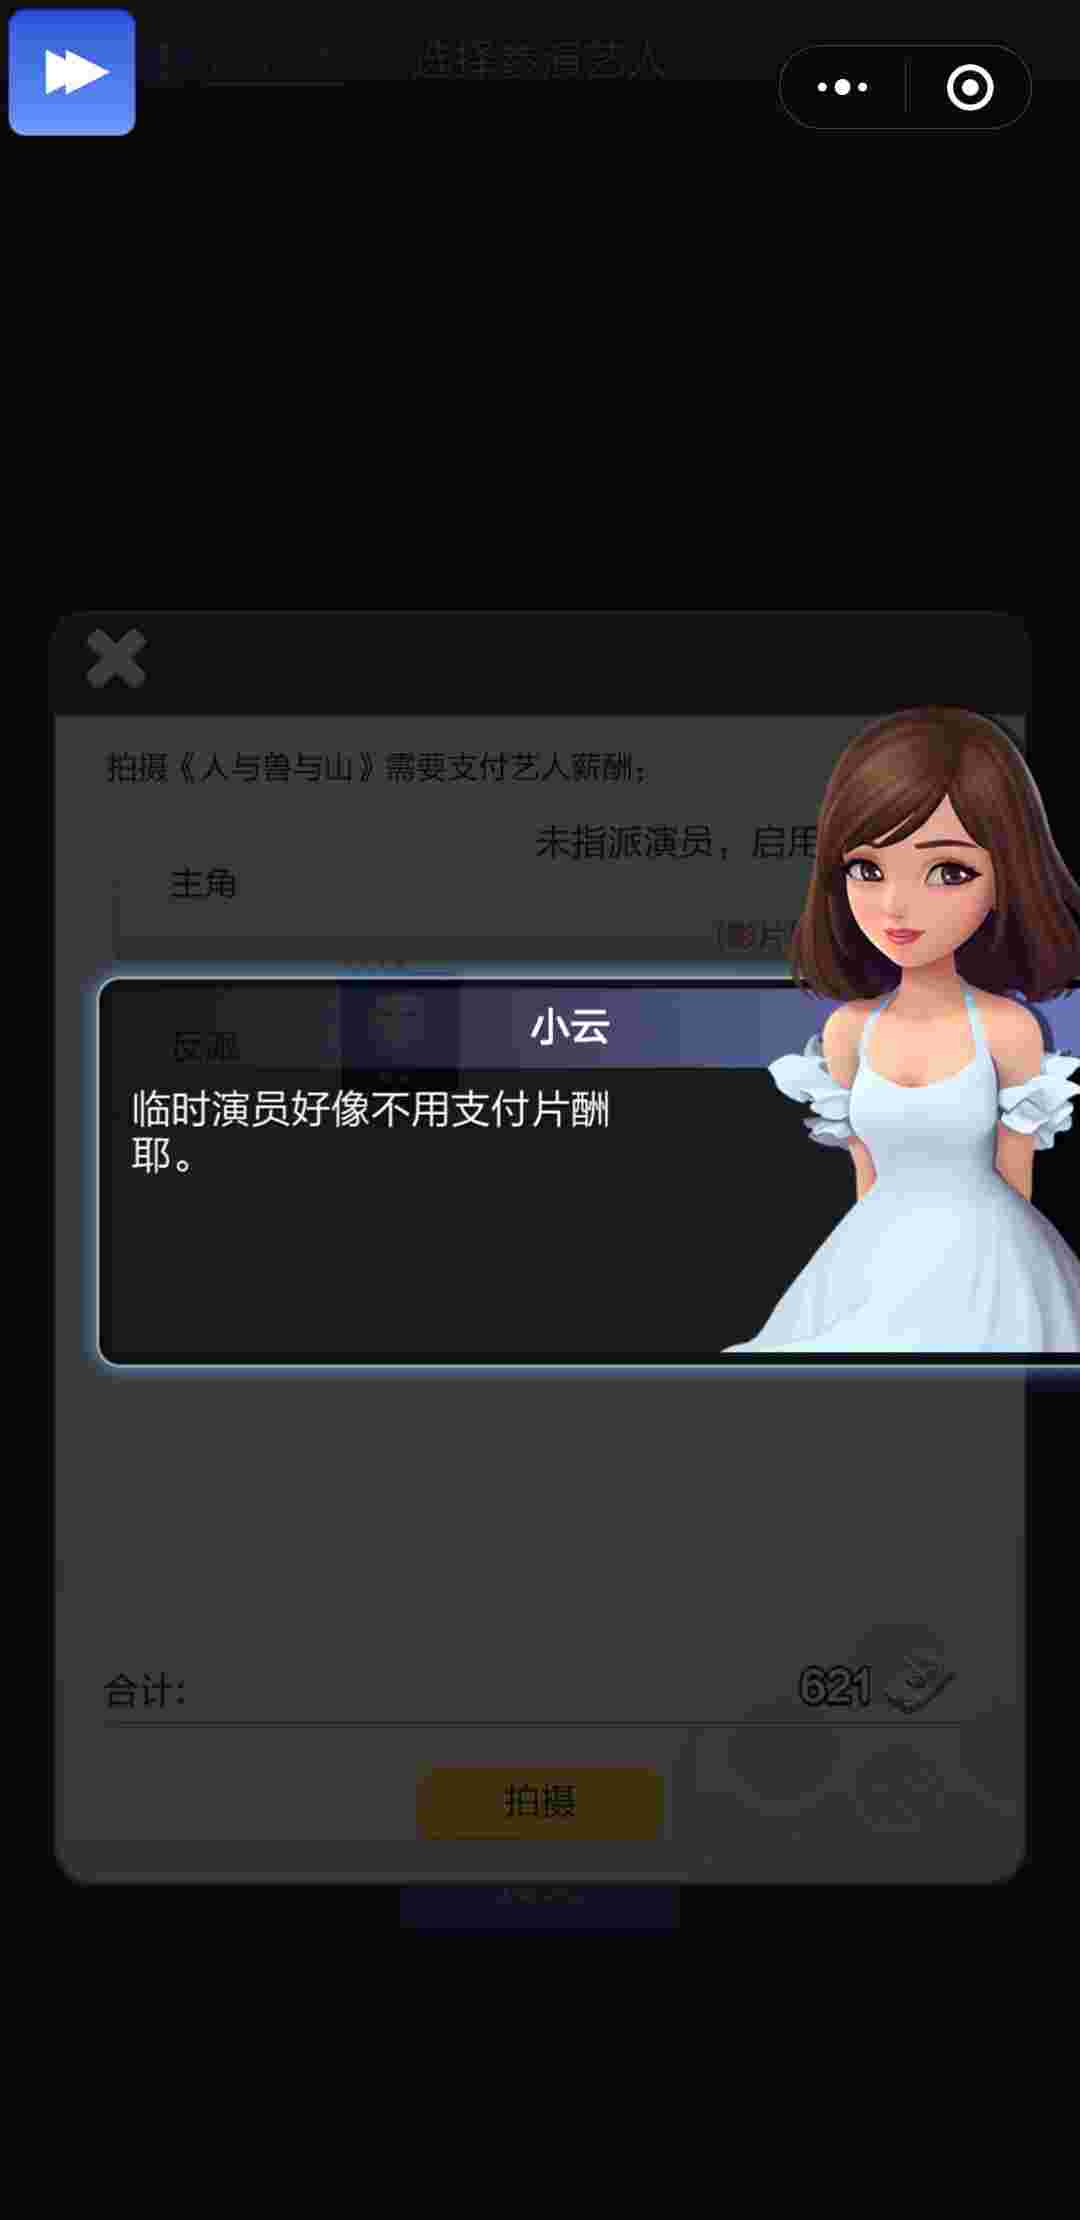 选择参演艺人
拍摄《人与兽与山》需要支付艺人薪酬;
未指派演员，启用
主角
(影片
反派
小云
临时演员好像不用支付片酬
耶。
合计:
621
拍摄